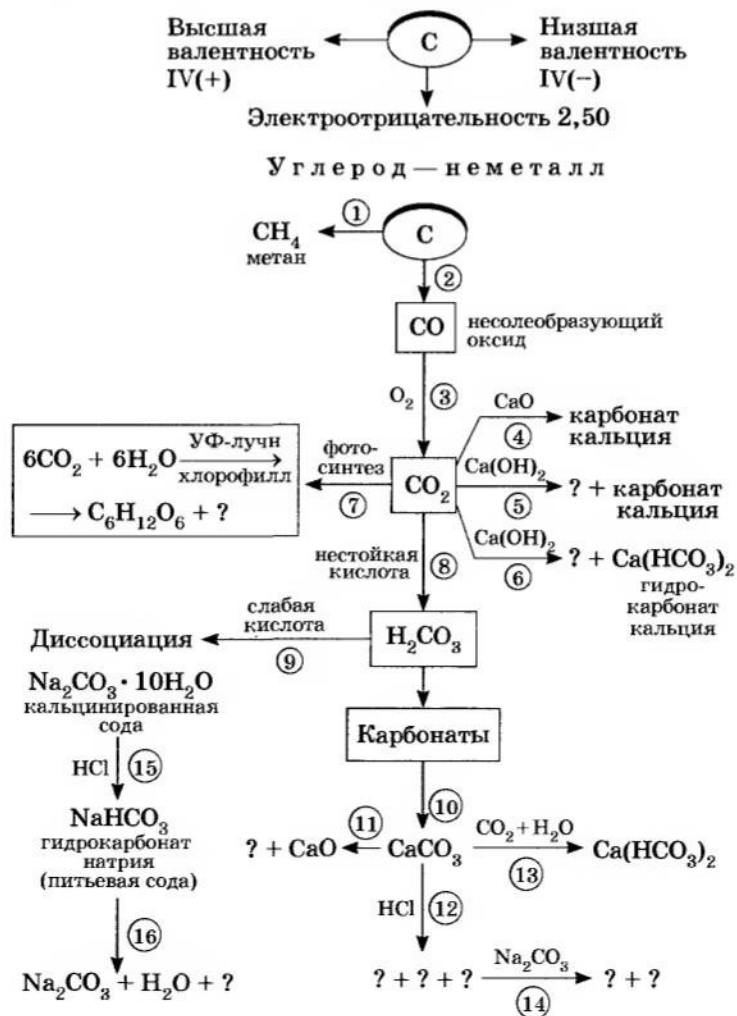 Высшая
валентность
IV(+)
C
Низшая
валентность
IV(−)
Электроотрицательность 2,50
Углерод — неметалл
CH₄
метан
①
C
②
CO
несолеобразующий
оксид
O₂
③
CaO
④
карбонат
кальция
6CO₂ + 6H₂O
УФ-лучн
хлорофилл
C₆H₁₂O₆ + ?
фото-
синтез
⑦
CO₂
Ca(OH)₂
⑤
? + карбонат
кальция
Ca(OH)₂
⑥
? + Ca(HCO₃)₂
гидро-
карбонат
кальция
нестойкая
кислота
⑧
Диссоциация
слабая
кислота
⑨
H₂CO₃
Na₂CO₃ · 10H₂O
кальцинированная
сода
Карбонаты
HCl
⑮
⑩
NaHCO₃
гидрокарбонат
натрия
(питьевая сода)
? + CaO
⑪
CaCO₃
CO₂ + H₂O
⑬
Ca(HCO₃)₂
HCl
⑫
⑯
Na₂CO₃ + H₂O + ?
? + ? + ?
Na₂CO₃
⑭
? + ?